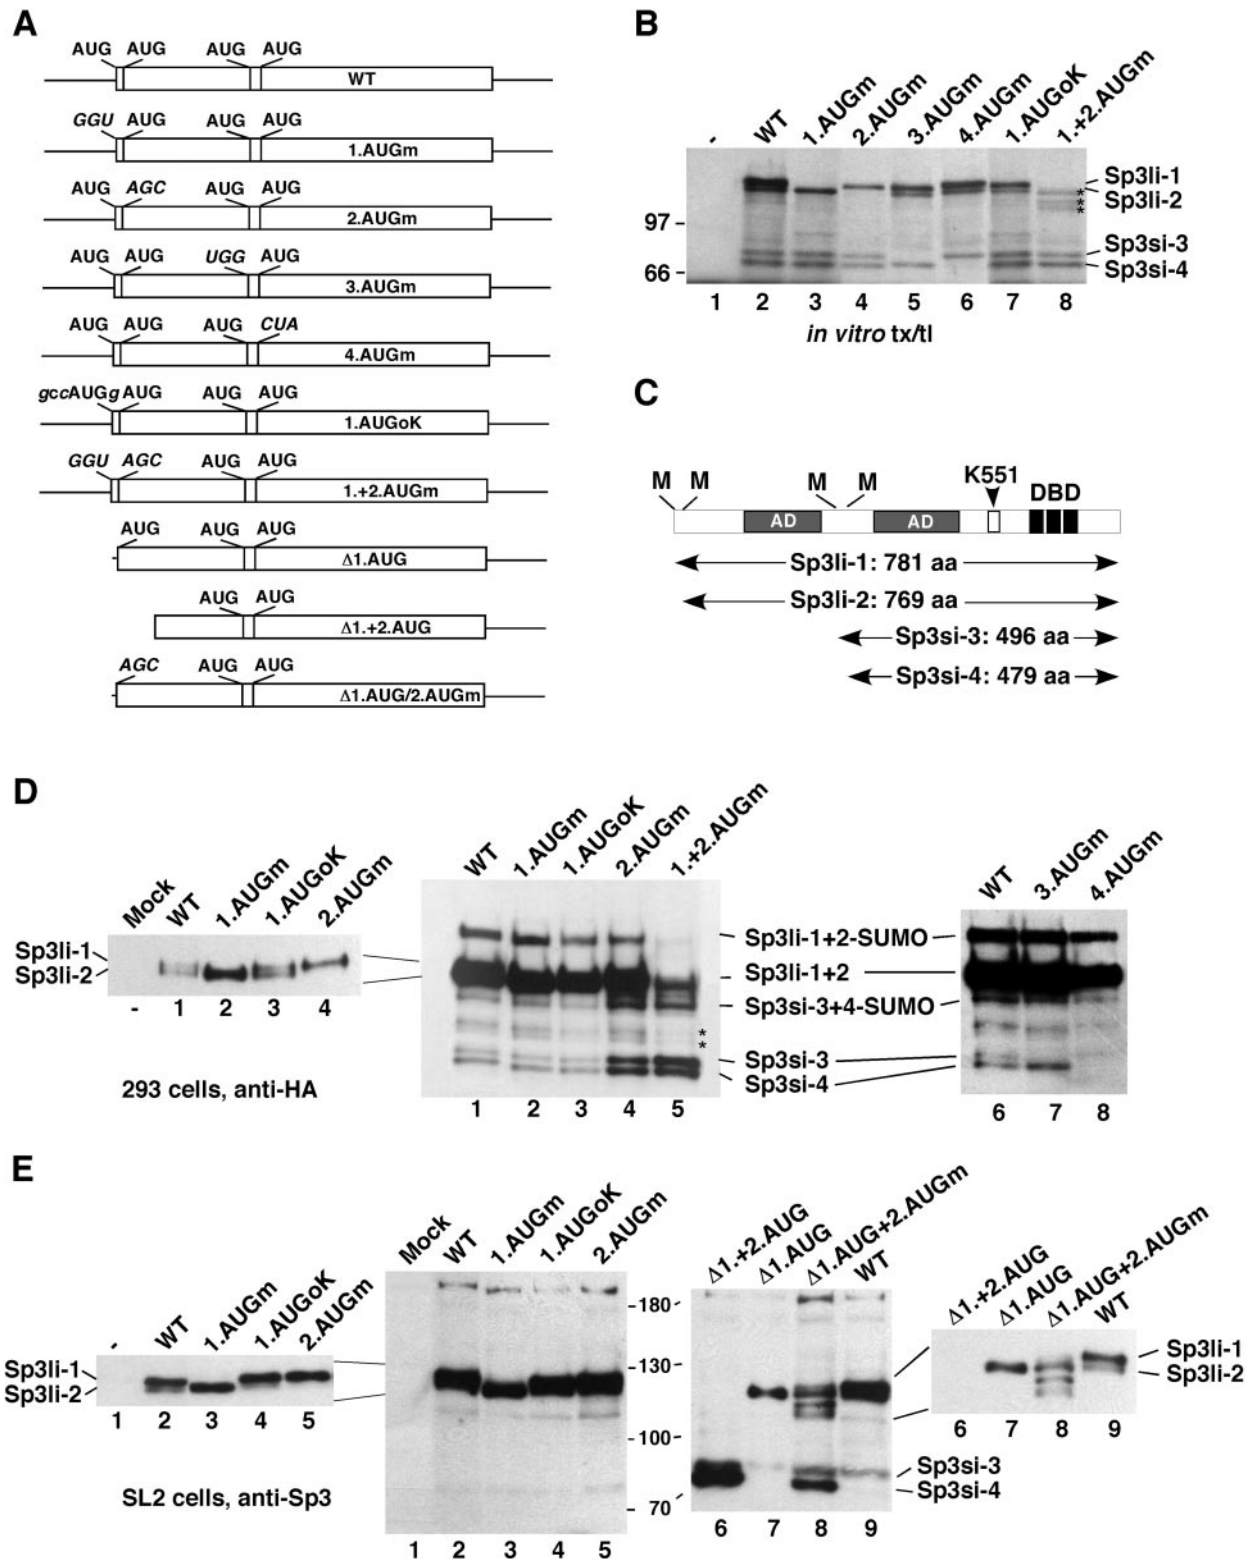 A
AUG AUG AUG AUG
WT
GGU AUG AUG AUG
1.AUGm
AUG AGC AUG AUG
2.AUGm
AUG AUG UGG AUG
3.AUGm
AUG AUG AUG CUA
4.AUGm
gccAUGg AUG AUG AUG
1.AUGoK
GGU AGC AUG AUG
1.+2.AUGm
AUG AUG AUG
Δ1.AUG
AUG AUG
Δ1.+2.AUG
AGC AUG AUG
Δ1.AUG/2.AUGm
B
- WT 1.AUGm 2.AUGm 3.AUGm 4.AUGm 1.AUGoK 1.+2.AUGm
Sp3li-1
*
Sp3li-2
*
*
97
Sp3si-3
66
Sp3si-4
1 2 3 4 5 6 7 8
in vitro tx/tl
C
M M M M K551 DBD
AD AD
Sp3li-1: 781 aa
Sp3li-2: 769 aa
Sp3si-3: 496 aa
Sp3si-4: 479 aa
D
Mock WT 1.AUGm 1.AUGoK 2.AUGm
Sp3li-1
Sp3li-2
- 1 2 3 4
293 cells, anti-HA
WT 1.AUGm 1.AUGoK 2.AUGm 1.+2.AUGm
Sp3li-1+2-SUMO
Sp3li-1+2
Sp3si-3+4-SUMO
*
*
Sp3si-3
Sp3si-4
1 2 3 4 5
WT 3.AUGm 4.AUGm
6 7 8
E
- WT 1.AUGm 1.AUGoK 2.AUGm
Sp3li-1
Sp3li-2
1 2 3 4 5
SL2 cells, anti-Sp3
Mock WT 1.AUGm 1.AUGoK 2.AUGm
180
130
100
70
1 2 3 4 5
Δ1.+2.AUG Δ1.AUG Δ1.AUG+2.AUGm WT
Sp3si-3
Sp3si-4
6 7 8 9
Δ1.+2.AUG Δ1.AUG Δ1.AUG+2.AUGm WT
Sp3li-1
Sp3li-2
6 7 8 9